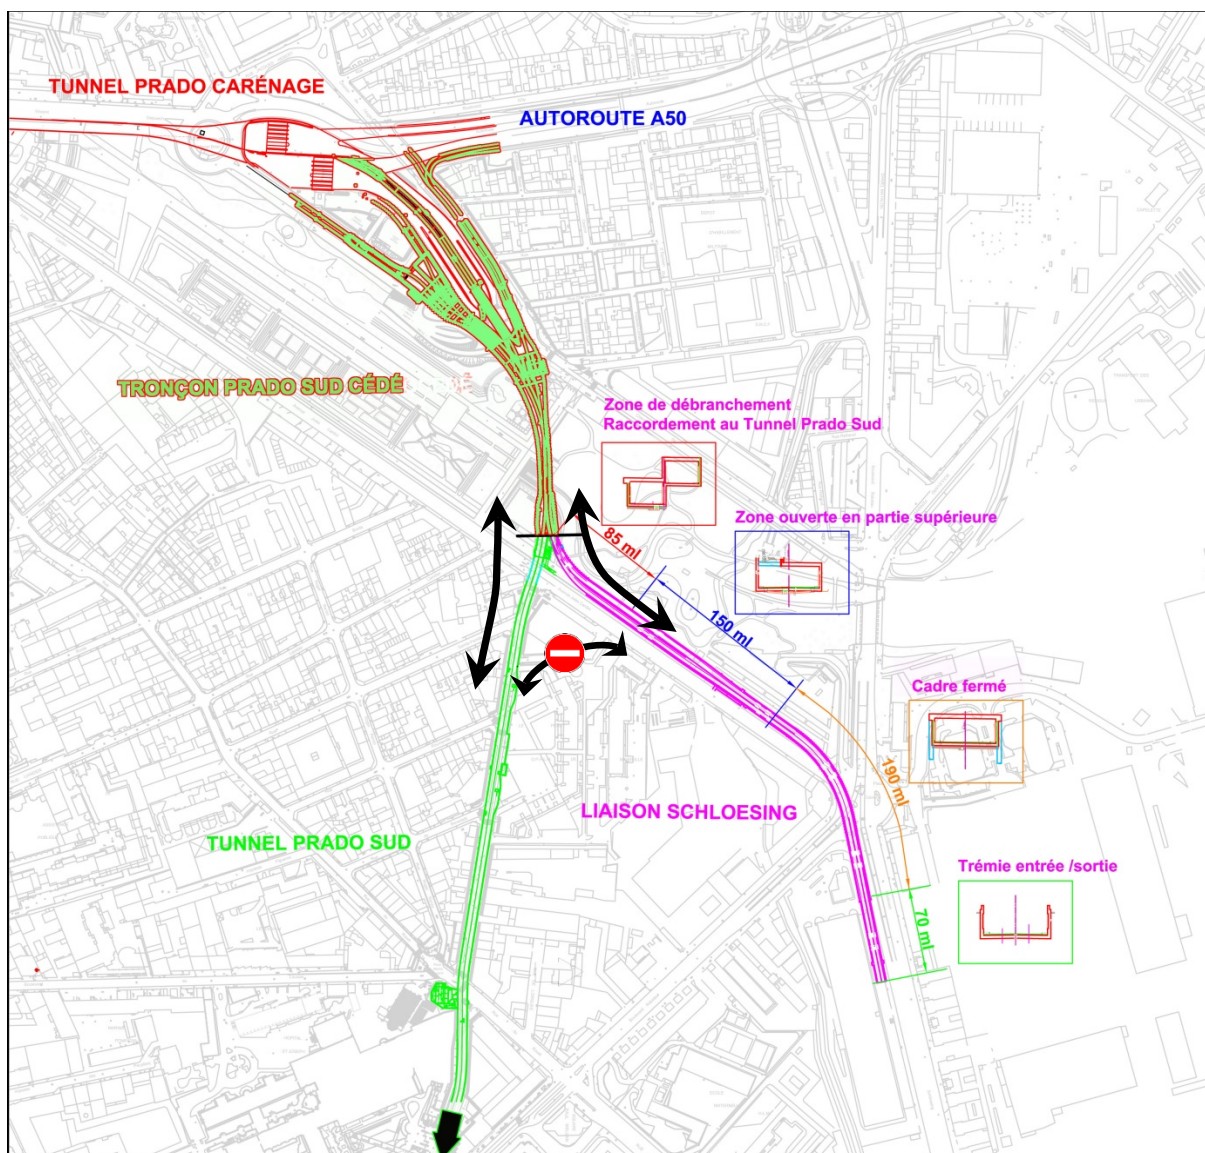 TUNNEL PRADO CARÉNAGE
AUTOROUTE A50
TRONÇON PRADO SUD CÉDÉ
Zone de débranchement
Raccordement au Tunnel Prado Sud
85 ml
Zone ouverte en partie supérieure
150 ml
Cadre fermé
190 ml
LIAISON SCHLOESING
TUNNEL PRADO SUD
Trémie entrée /sortie
70 ml